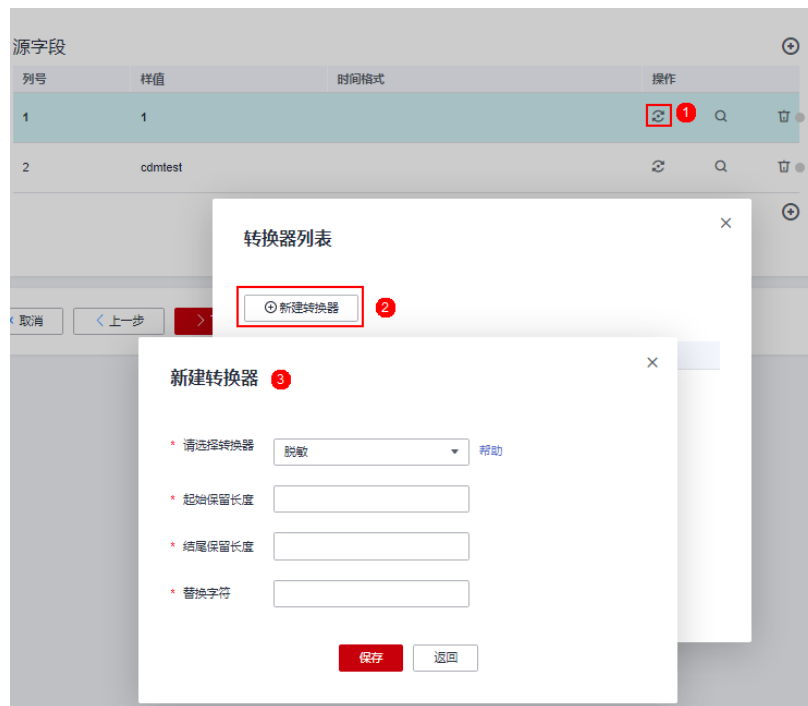 源字段
列号 样值 时间格式 操作
1 1 1
2 cdmtest
转换器列表
新建转换器 2
取消 上一步
新建转换器 3
* 请选择转换器 脱敏 帮助
* 起始保留长度
* 结尾保留长度
* 替换字符
保存 返回